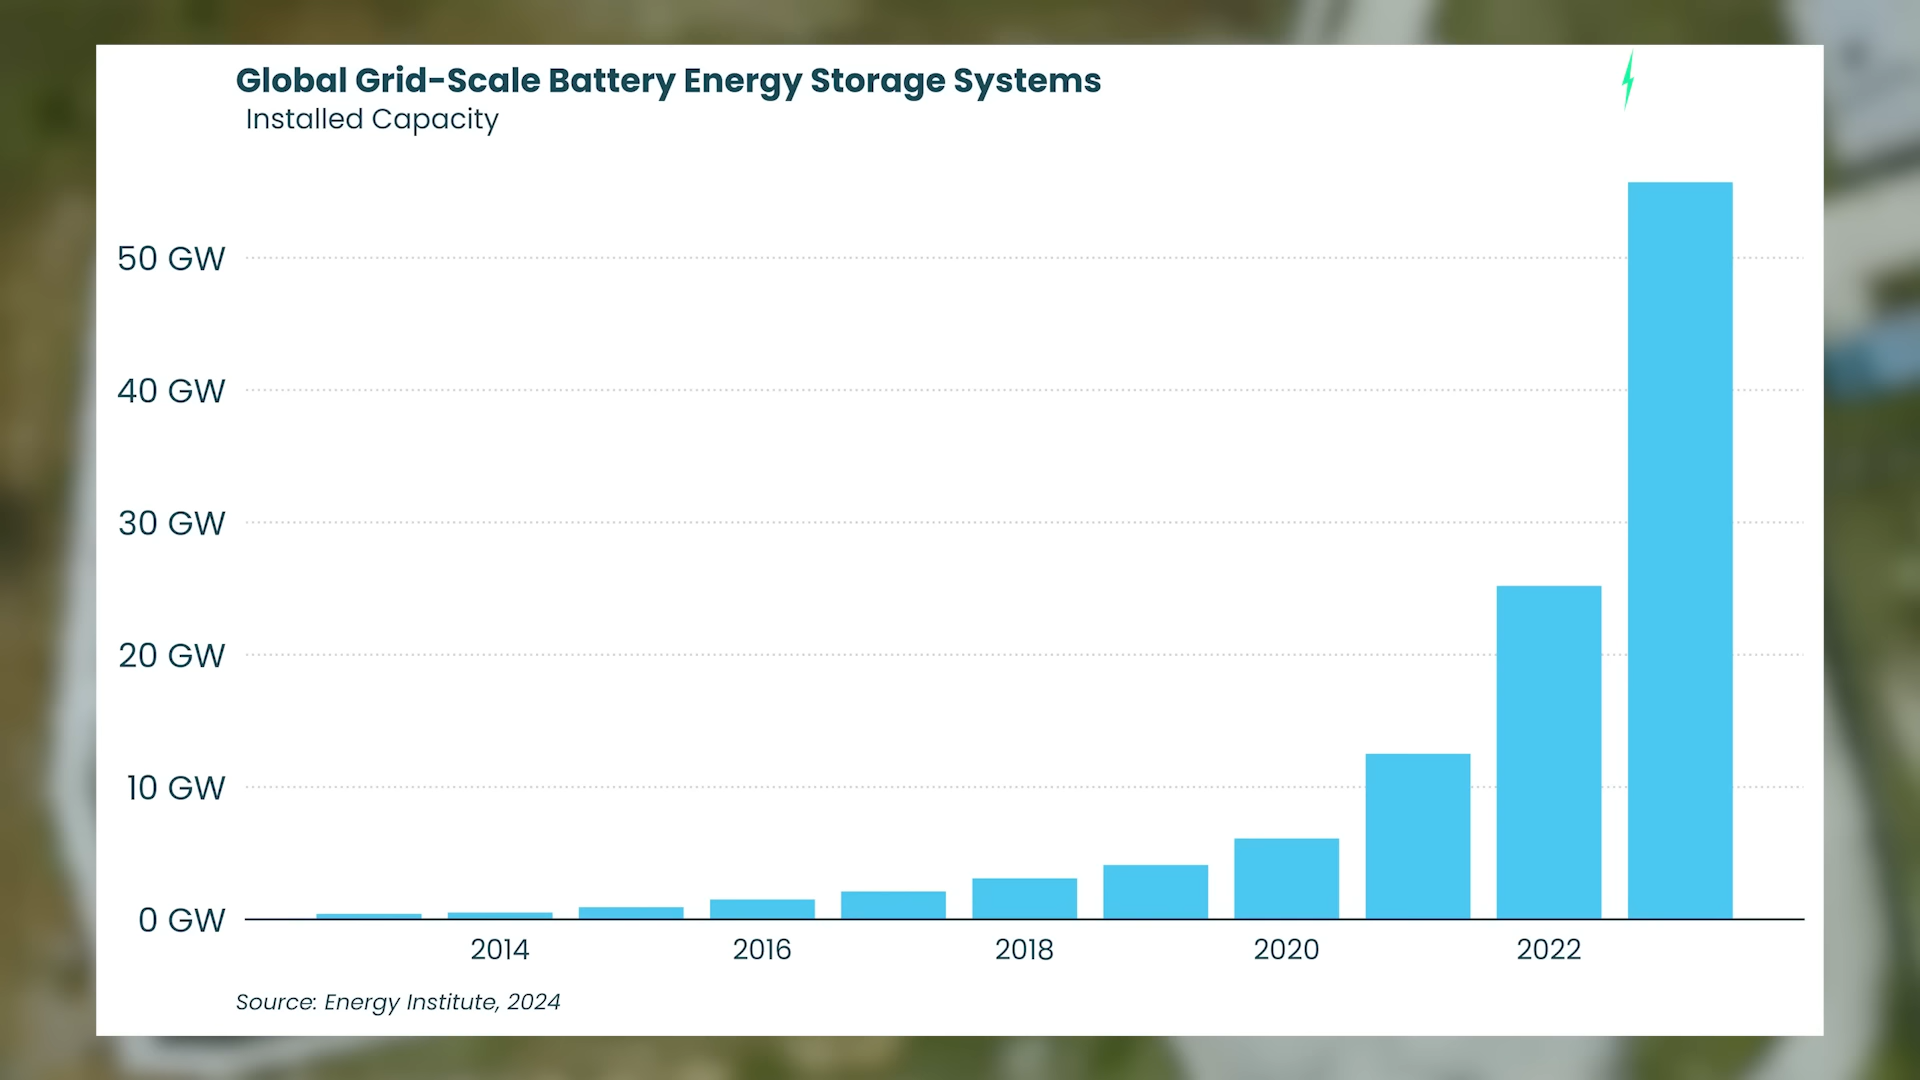 Global Grid-Scale Battery Energy Storage Systems
Installed Capacity
50 GW
40 GW
30 GW
20 GW
10 GW
0 GW
2014 2016 2018 2020 2022
Source: Energy Institute, 2024